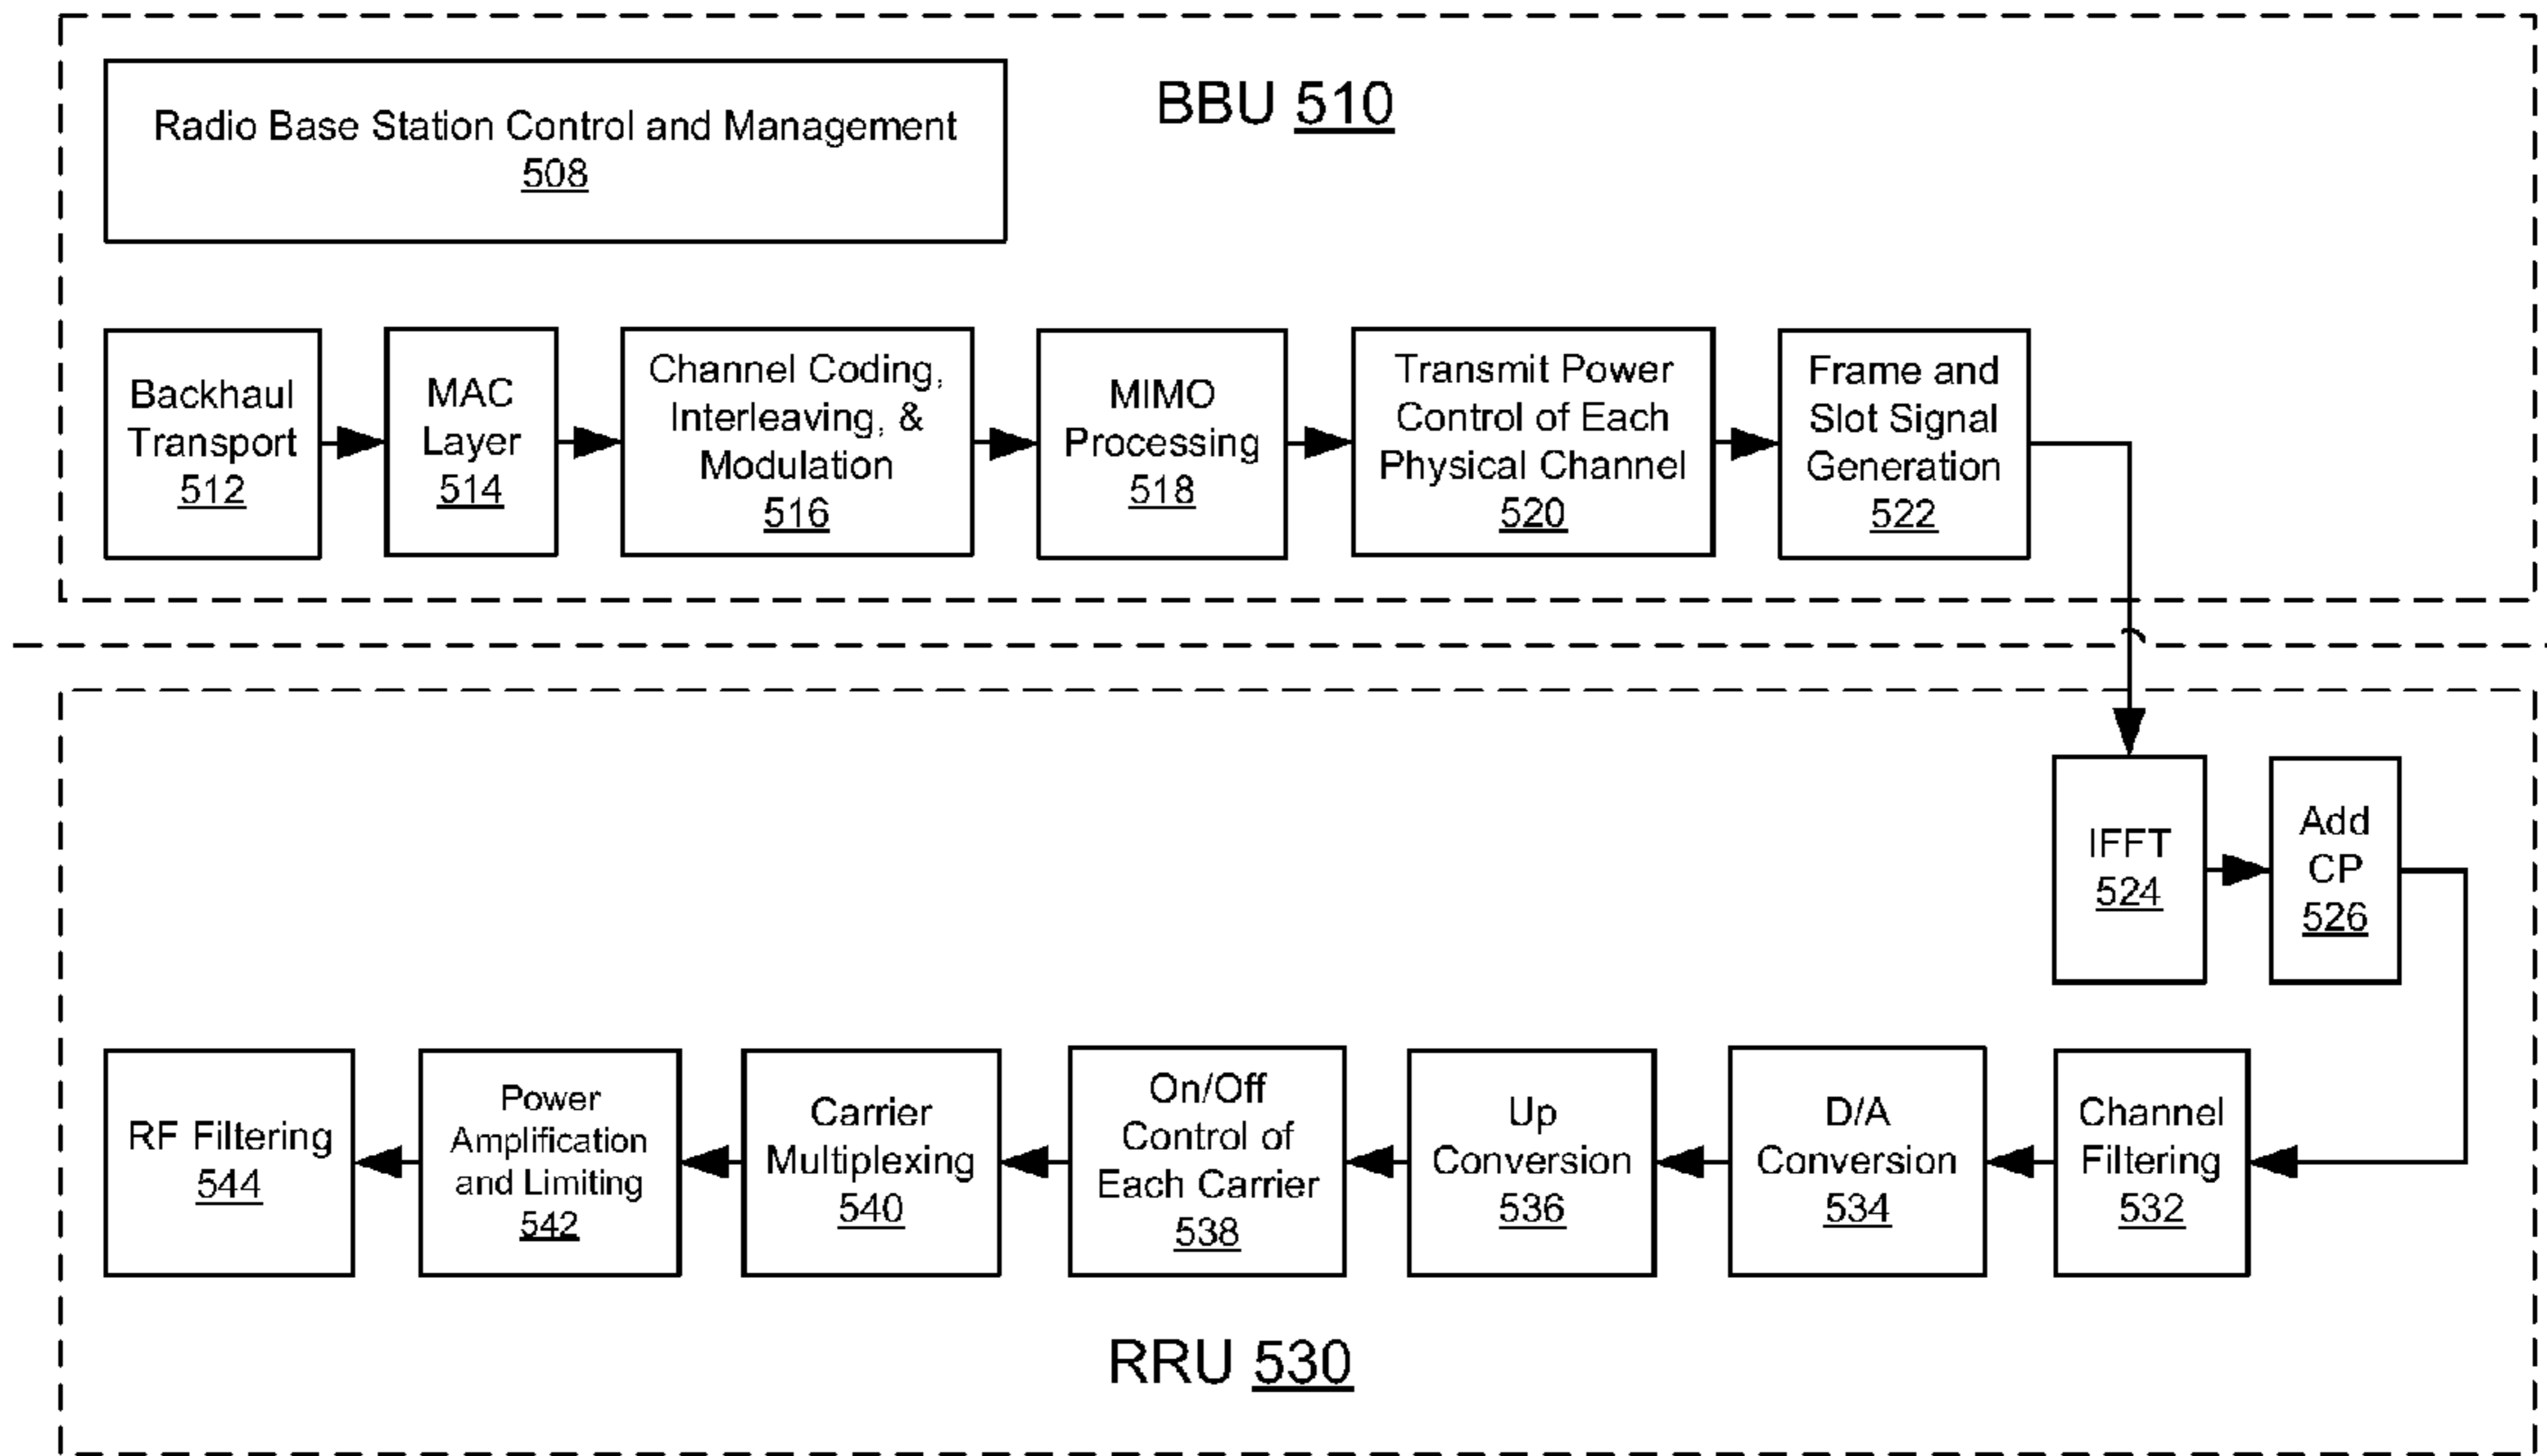 BBU 510
Radio Base Station Control and Management
508
Backhaul
Transport
512
MAC
Layer
514
Channel Coding,
Interleaving, &
Modulation
516
MIMO
Processing
518
Transmit Power
Control of Each
Physical Channel
520
Frame and
Slot Signal
Generation
522
IFFT
524
Add
CP
526
RF Filtering
544
Power
Amplification
and Limiting
542
Carrier
Multiplexing
540
On/Off
Control of
Each Carrier
538
Up
Conversion
536
D/A
Conversion
534
Channel
Filtering
532
RRU 530